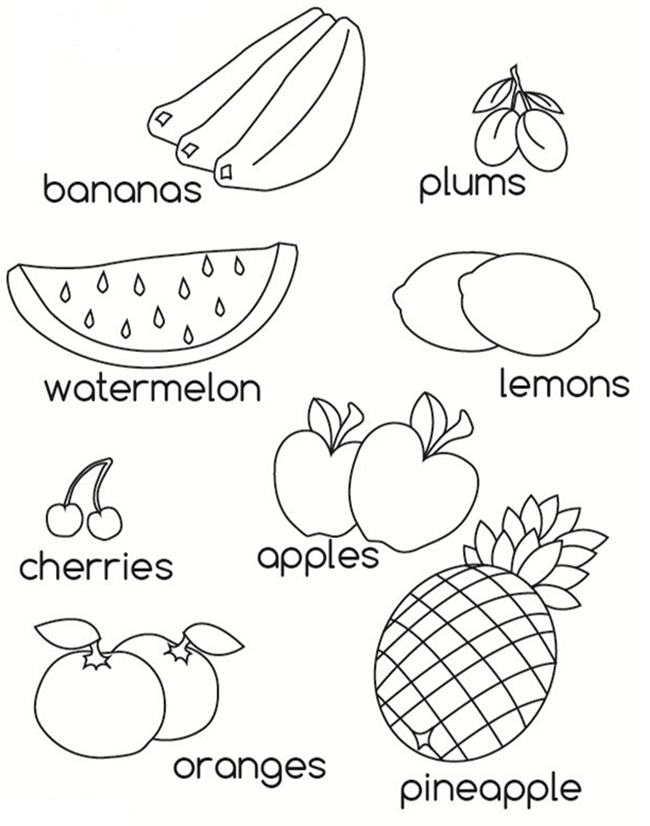 bananas
plums
watermelon
lemons
cherries
apples
oranges
pineapple